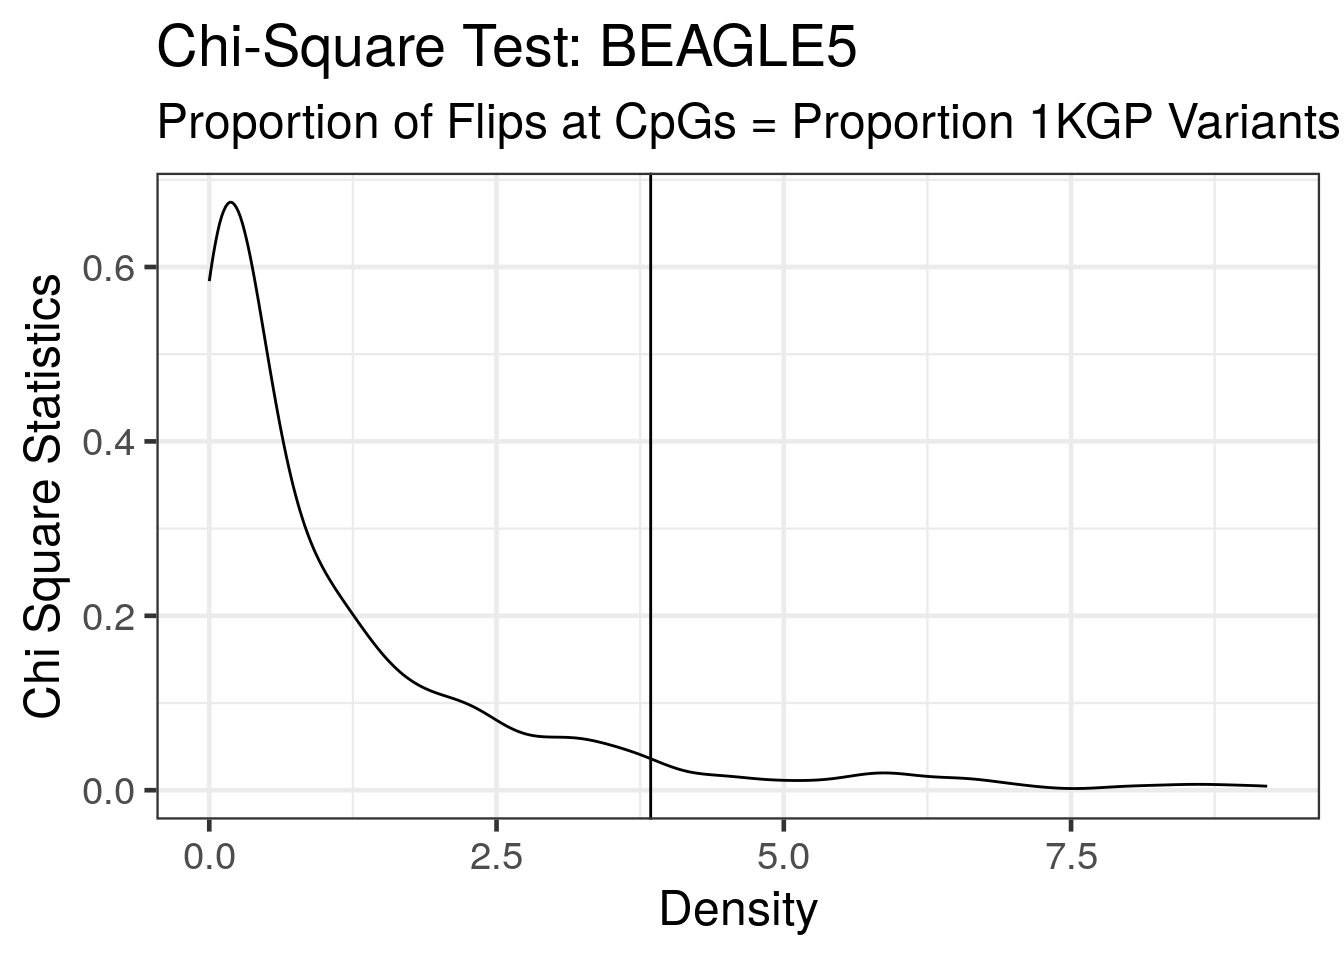 Chi-Square Test: BEAGLE5
Proportion of Flips at CpGs = Proportion 1KGP Variants
Chi Square Statistics
0.6
0.4
0.2
0.0
0.0 2.5 5.0 7.5
Density